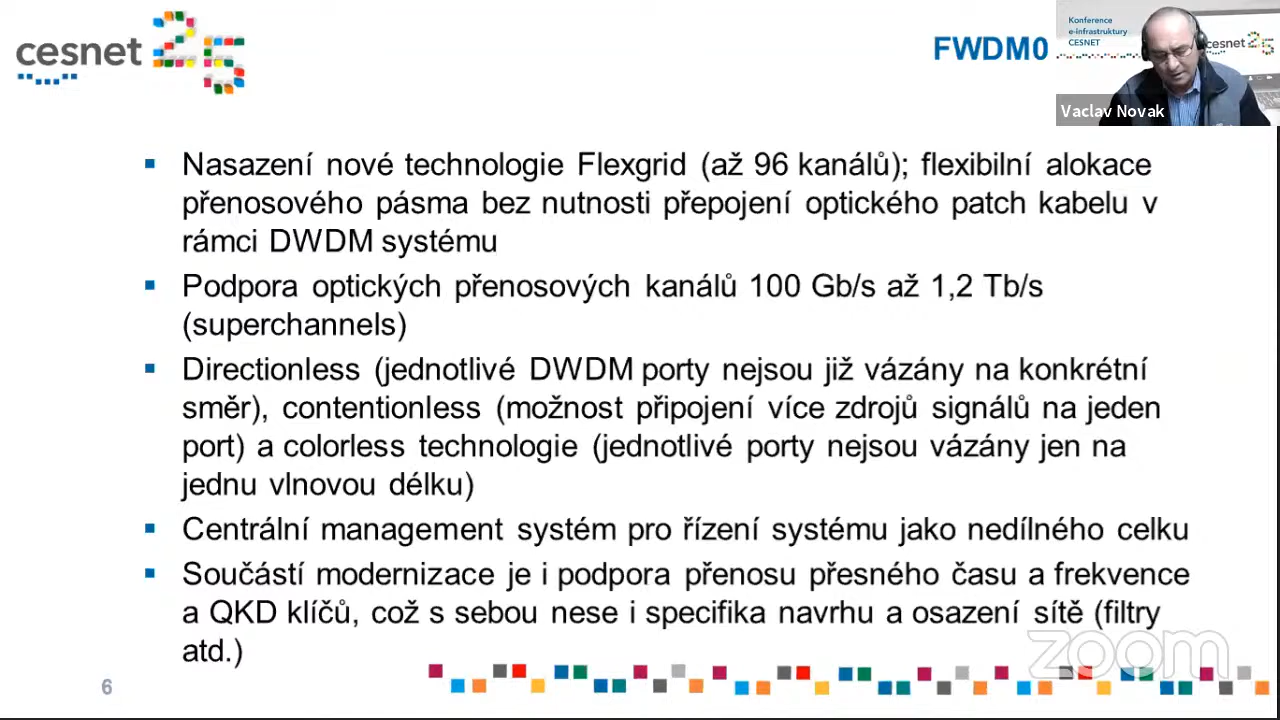 cesnet 25
FWDM0
Konference
e-infrastruktury
CESNET
cesnet 25
Vaclav Novak
Nasazení nové technologie Flexgrid (až 96 kanálů); flexibilní alokace
přenosového pásma bez nutnosti přepojení optického patch kabelu v
rámci DWDM systému
Podpora optických přenosových kanálů 100 Gb/s až 1,2 Tb/s
(superchannels)
Directionless (jednotlivé DWDM porty nejsou již vázány na konkrétní
směr), contentionless (možnost připojení více zdrojů signálů na jeden
port) a colorless technologie (jednotlivé porty nejsou vázány jen na
jednu vlnovou délku)
Centrální management systém pro řízení systému jako nedílného celku
Součástí modernizace je i podpora přenosu přesného času a frekvence
a QKD klíčů, což s sebou nese i specifika navrhu a osazení sítě (filtry
atd.)
zoom
6